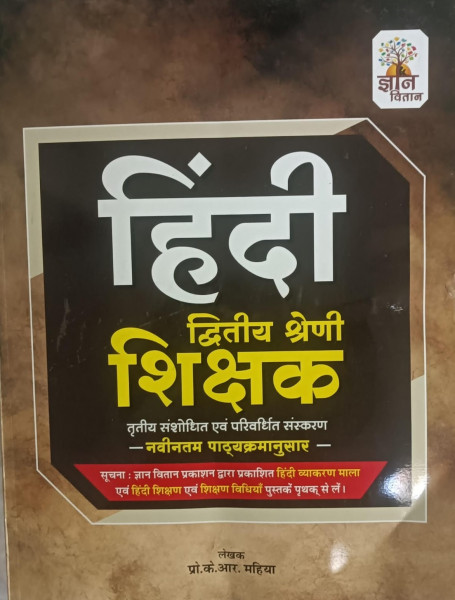 ज्ञान
वितान
हिंदी
द्वितीय श्रेणी
शिक्षक
तृतीय संशोधित एवं परिवर्धित संस्करण
नवीनतम पाठ्यक्रमानुसार
सूचना : ज्ञान वितान प्रकाशन द्वारा प्रकाशित हिंदी व्याकरण माला
एवं हिंदी शिक्षण एवं शिक्षण विधियाँ पुस्तकें पृथक् से लें।
लेखक
प्रो.के.आर. महिया